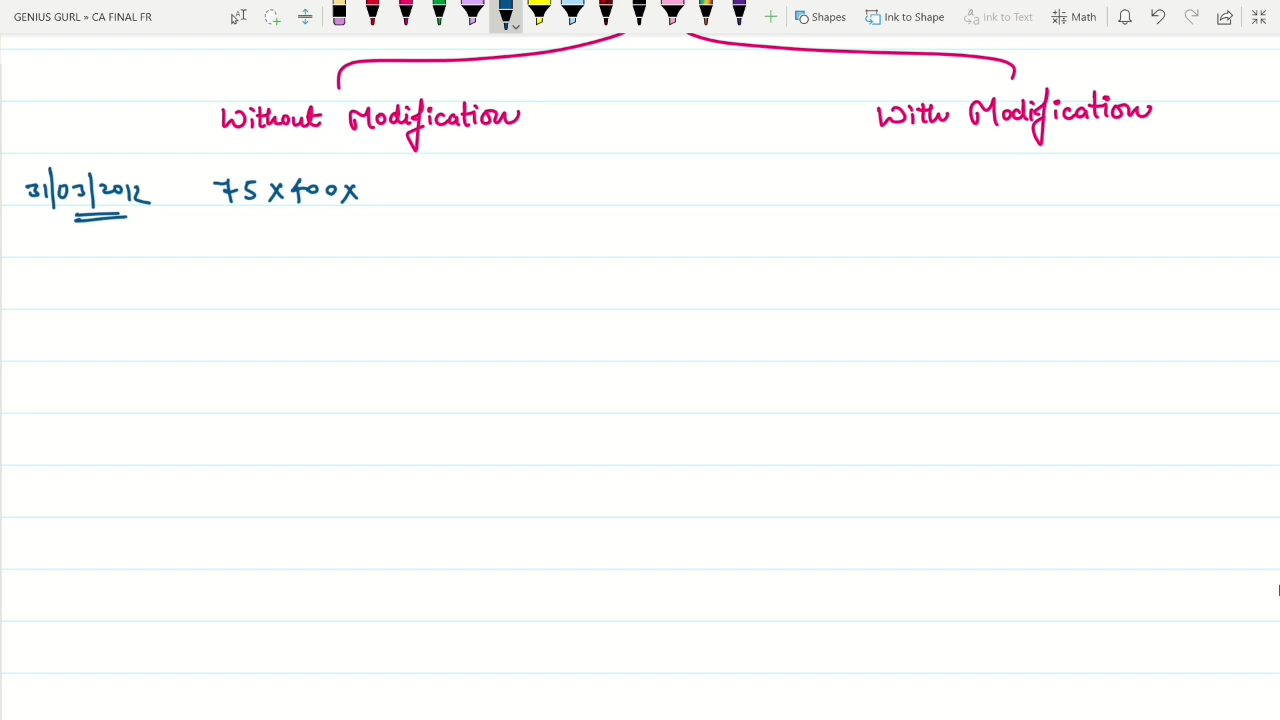 GENIUS GURL » CA FINAL FR Shapes Ink to Shape Ink to Text Math
Without Modification With Modification
31/03/2012 75 x 400 x